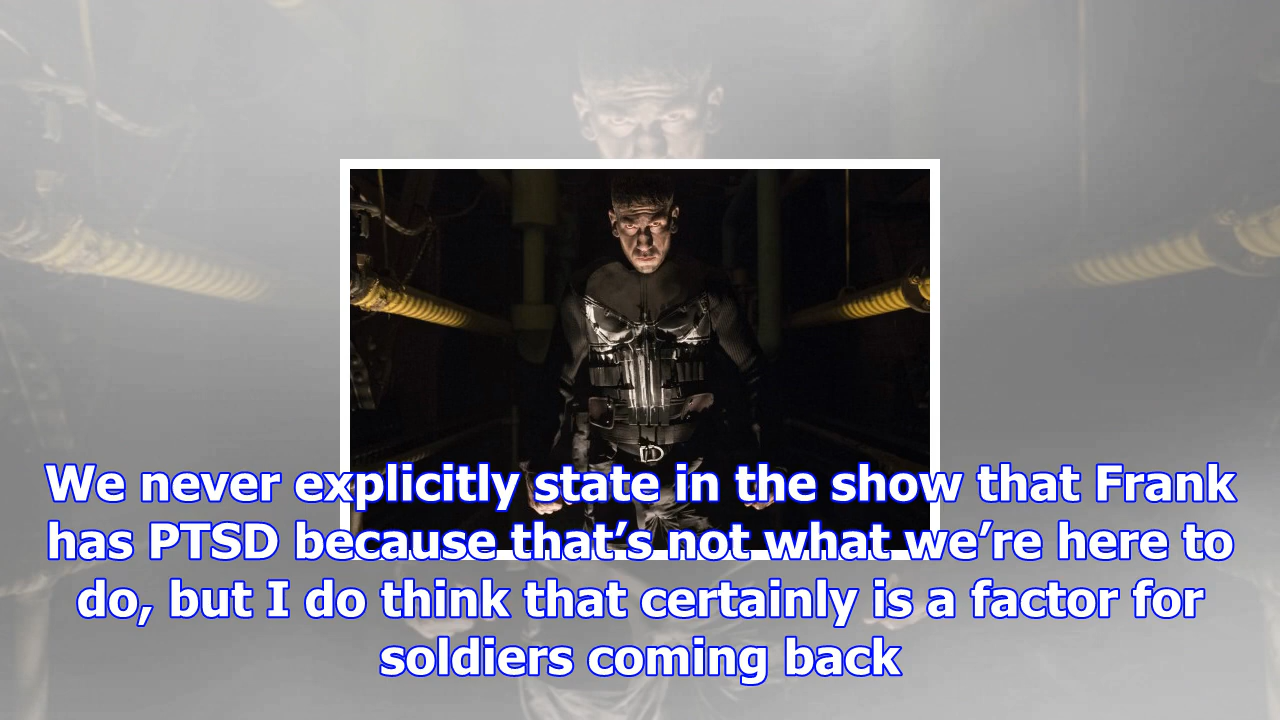 We never explicitly state in the show that Frank
has PTSD because that’s not what we’re here to
do, but I do think that certainly is a factor for
soldiers coming back